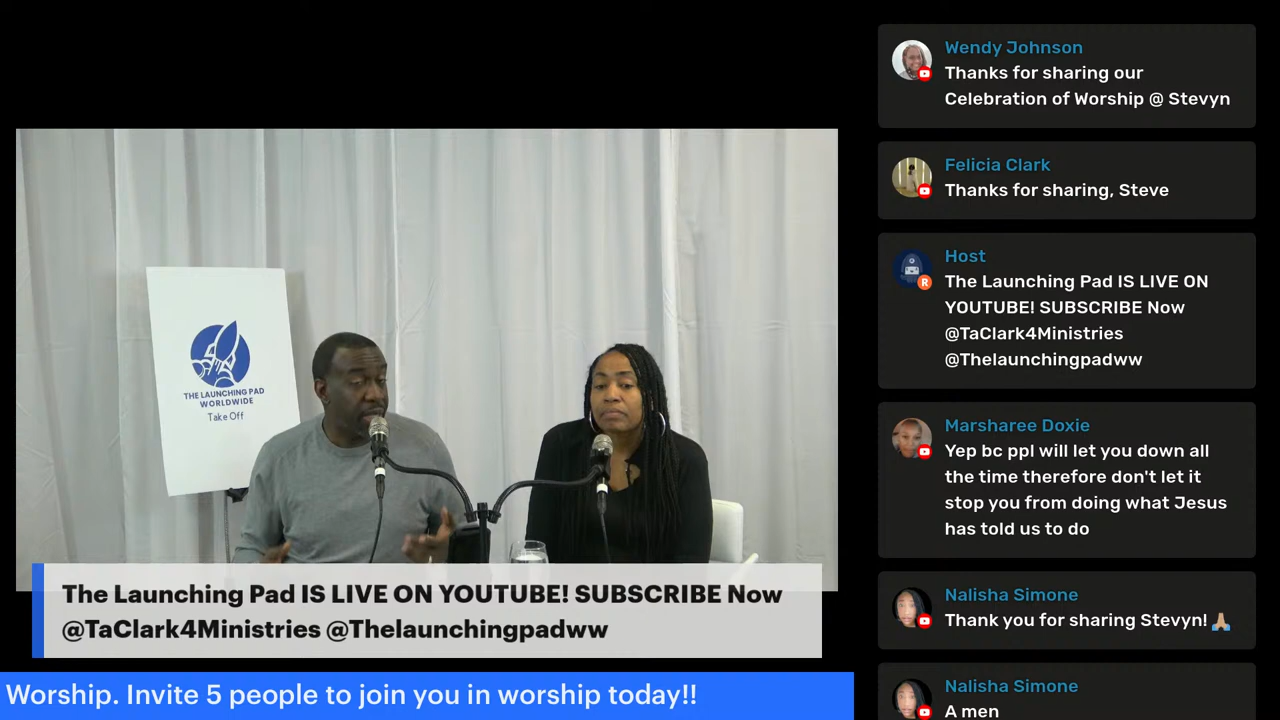 THE LAUNCHING PAD
WORLDWIDE
Take Off
The Launching Pad IS LIVE ON YOUTUBE! SUBSCRIBE Now
@TaClark4Ministries @Thelaunchingpadww
Worship. Invite 5 people to join you in worship today!!
Wendy Johnson
Thanks for sharing our
Celebration of Worship @ Stevyn
Felicia Clark
Thanks for sharing, Steve
Host
The Launching Pad IS LIVE ON
YOUTUBE! SUBSCRIBE Now
@TaClark4Ministries
@Thelaunchingpadww
R
Marsharee Doxie
Yep bc ppl will let you down all
the time therefore don't let it
stop you from doing what Jesus
has told us to do
Nalisha Simone
Thank you for sharing Stevyn! 🙏🏽
Nalisha Simone
A men